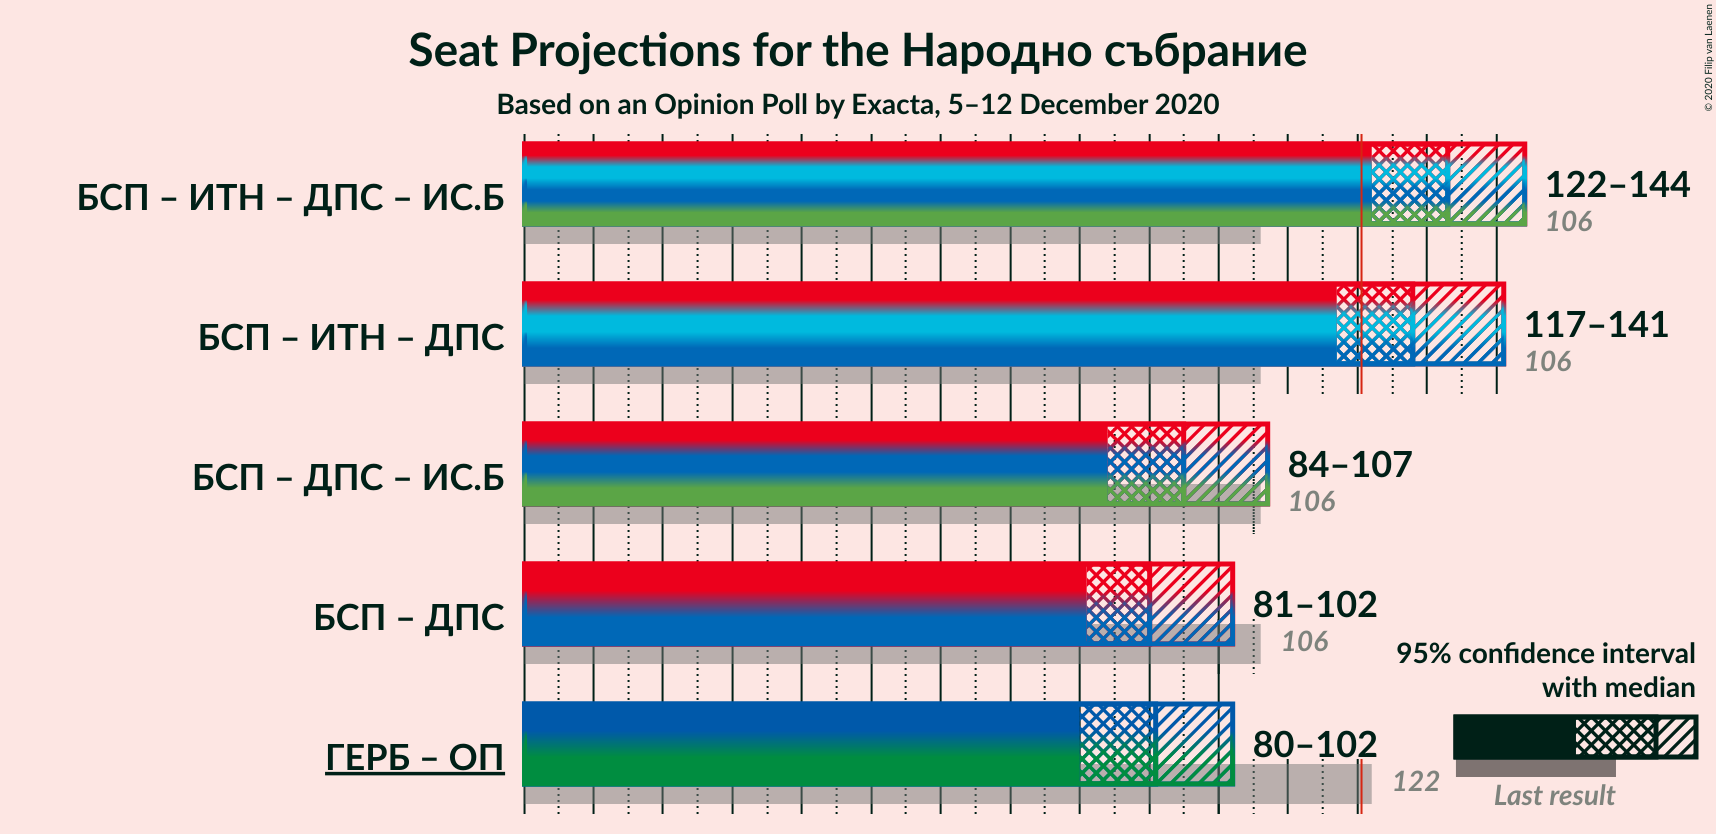 Seat Projections for the Народно събрание
Based on an Opinion Poll by Exacta, 5–12 December 2020
© 2020 Filip van Laenen
БСП – ИТН – ДПС – ИС.Б
122–144
106
БСП – ИТН – ДПС
117–141
106
БСП – ДПС – ИС.Б
84–107
106
БСП – ДПС
81–102
106
ГЕРБ – ОП
80–102
122
95% confidence interval
with median
Last result